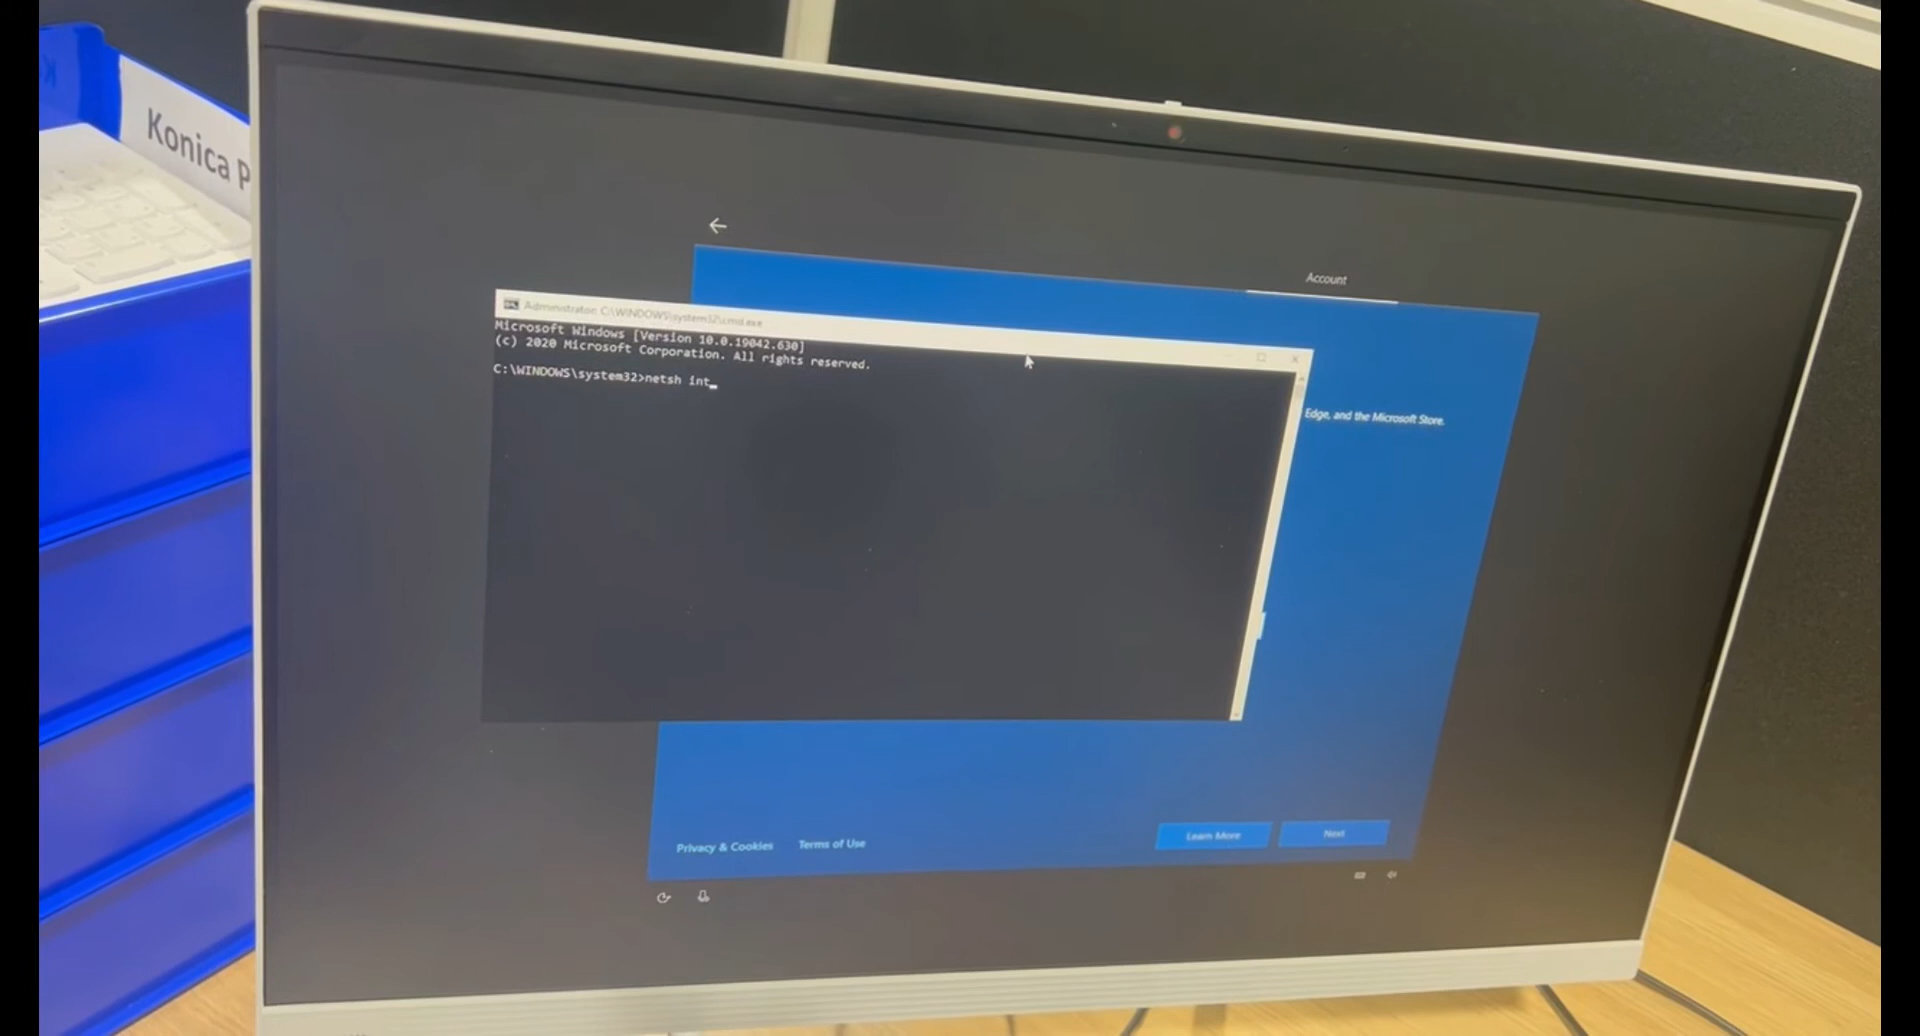 Konica P
Account
Administrator: C:\WINDOWS\system32\cmd.exe
Microsoft Windows [Version 10.0.19042.630]
(c) 2020 Microsoft Corporation. All rights reserved.
C:\WINDOWS\system32>netsh int_
Edge, and the Microsoft Store.
Learn More
Next
Privacy & Cookies
Terms of Use